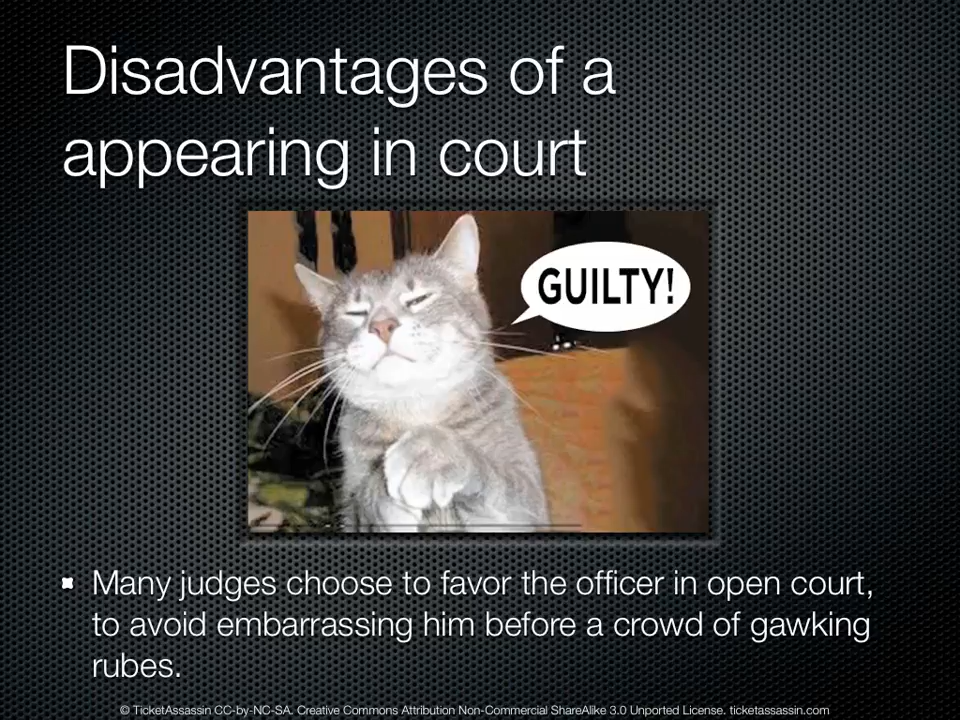 Disadvantages of a
appearing in court
GUILTY!
Many judges choose to favor the officer in open court,
to avoid embarrassing him before a crowd of gawking
rubes.
© TicketAssassin CC-by-NC-SA. Creative Commons Attribution Non-Commercial ShareAlike 3.0 Unported License. ticketassassin.com